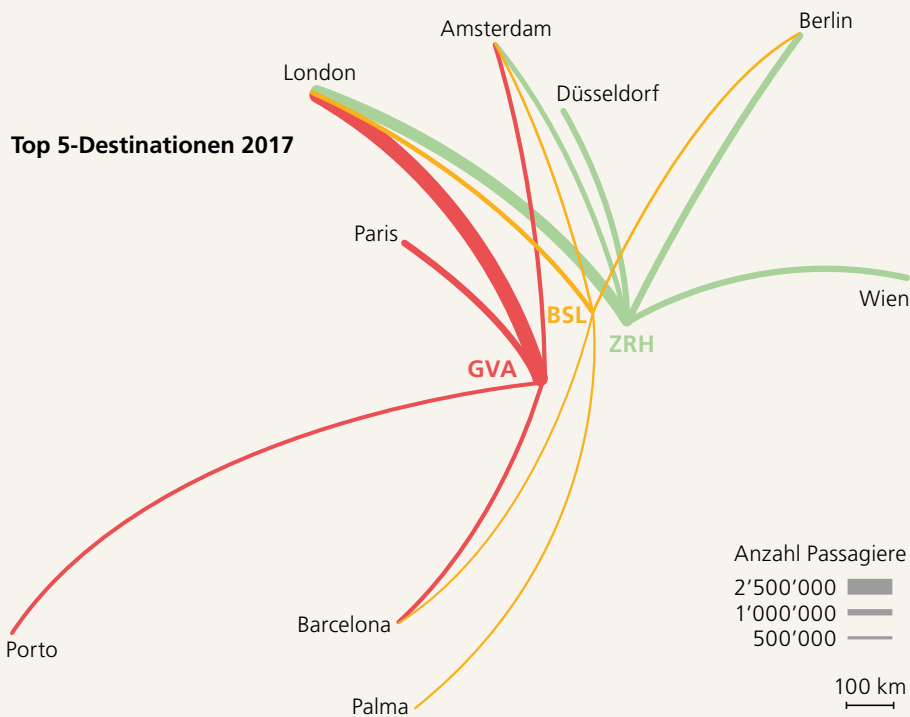 Berlin
Amsterdam
London
Düsseldorf
Top 5-Destinationen 2017
Paris
Wien
BSL
ZRH
GVA
Anzahl Passagiere
2’500’000
1’000’000
500’000
Barcelona
Porto
100 km
Palma